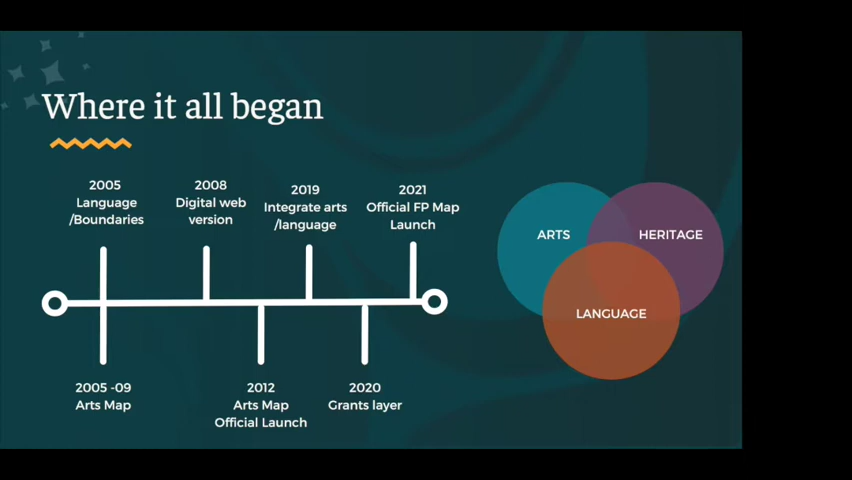 Where it all began
2005
Language
/Boundaries
2008
Digital web
version
2019
Integrate arts
/language
2021
Official FP Map
Launch
2005 -09
Arts Map
2012
Arts Map
Official Launch
2020
Grants layer
ARTS
HERITAGE
LANGUAGE